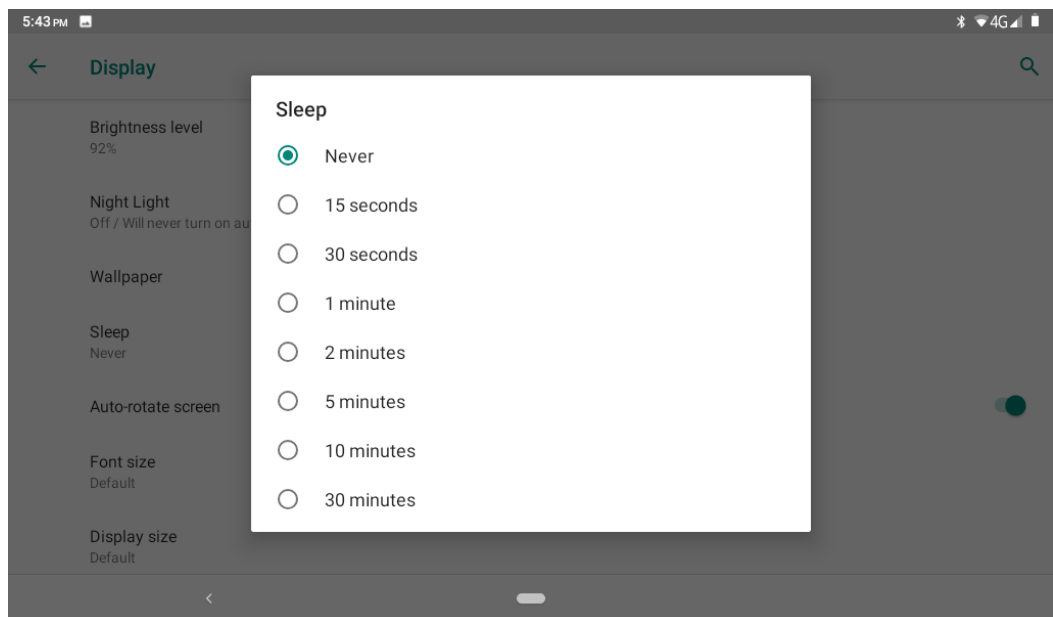 5:43 PM
4G
Display
Brightness level
92%
Night Light
Off / Will never turn on au
Wallpaper
Sleep
Never
Auto-rotate screen
Font size
Default
Display size
Default
Sleep
Never
15 seconds
30 seconds
1 minute
2 minutes
5 minutes
10 minutes
30 minutes